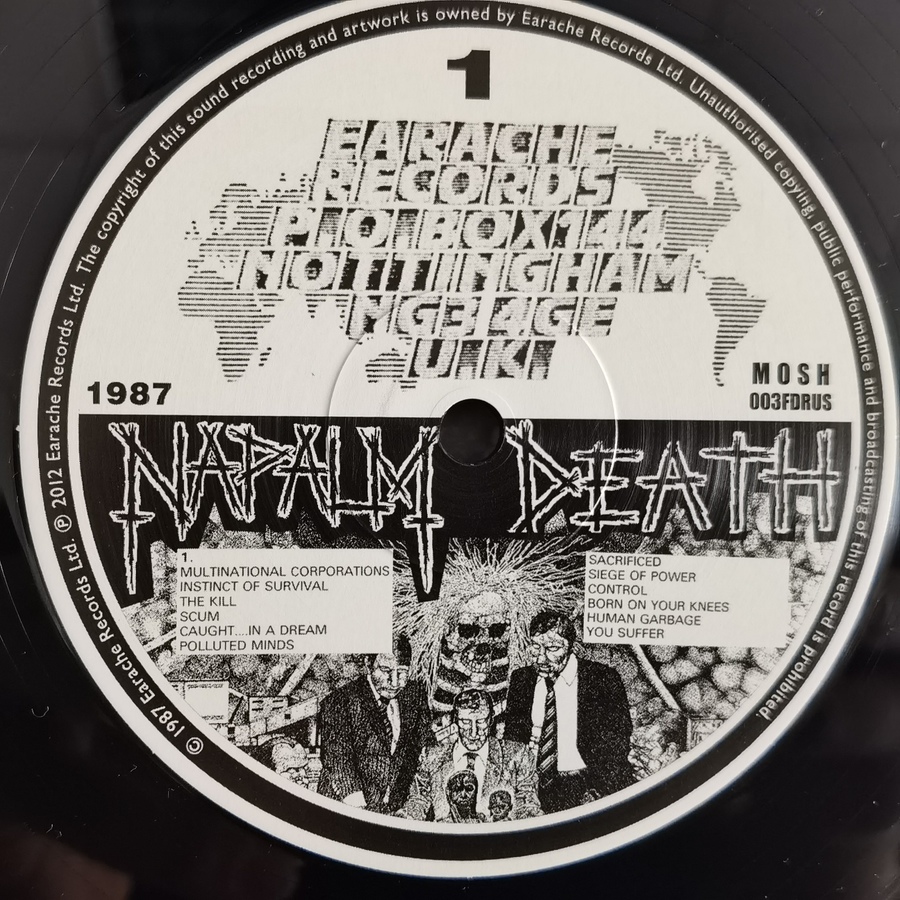 © 1987 Earache Records Ltd. ℗ 2012 Earache Records Ltd. The copyright of this sound recording and artwork is owned by Earache Records Ltd. Unauthorised copying, public performance and broadcasting of this record is prohibited.
1
EARACHE
RECORDS
P.O.BOX144
NOTTINGHAM
NG3 4GE
U.K.
1987
MOSH
003FDRUS
NAPALM DEATH
1.
MULTINATIONAL CORPORATIONS
INSTINCT OF SURVIVAL
THE KILL
SCUM
CAUGHT....IN A DREAM
POLLUTED MINDS
SACRIFICED
SIEGE OF POWER
CONTROL
BORN ON YOUR KNEES
HUMAN GARBAGE
YOU SUFFER